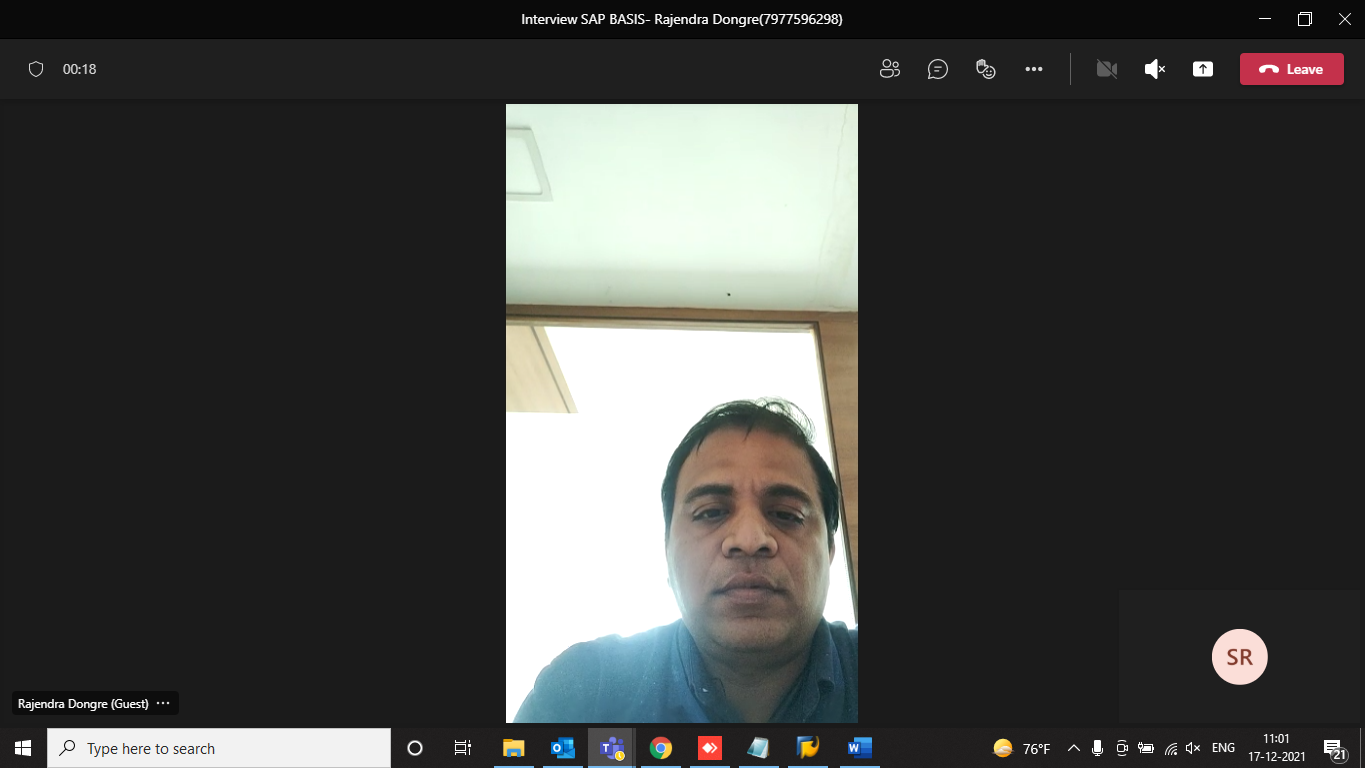 Interview SAP BASIS- Rajendra Dongre(7977596298)
00:18
Leave
SR
Rajendra Dongre (Guest)
Type here to search
76°F
ENG
11:01
17-12-2021
21